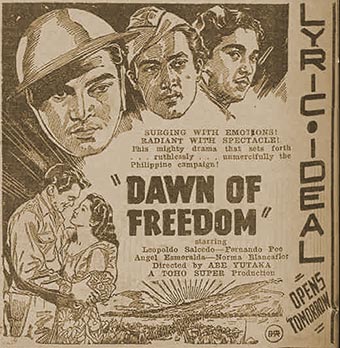 SURGING WITH EMOTIONS!
RADIANT WITH SPECTACLE!
This mighty drama that sets forth
. . . ruthlessly . . . unmercifully the
Philippine campaign!
"DAWN OF
FREEDOM"
starring
Leopoldo Salcedo—Fernando Poe
Angel Esmeralda—Norma Blancaflor
Directed by ABE YUTAKA
A TOHO SUPER Production
LYRIC • IDEAL
OPENS
TOMORROW